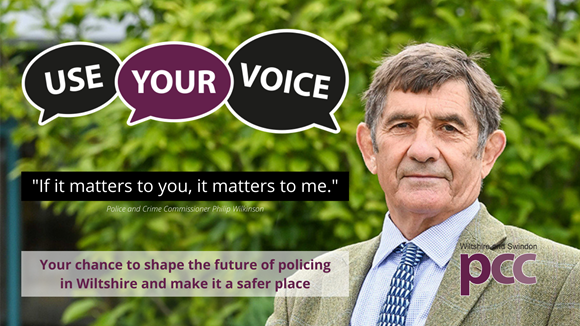 USE YOUR VOICE
"If it matters to you, it matters to me."
Police and Crime Commissioner Philip Wilkinson
Your chance to shape the future of policing
in Wiltshire and make it a safer place
Wiltshire and Swindon
pcc